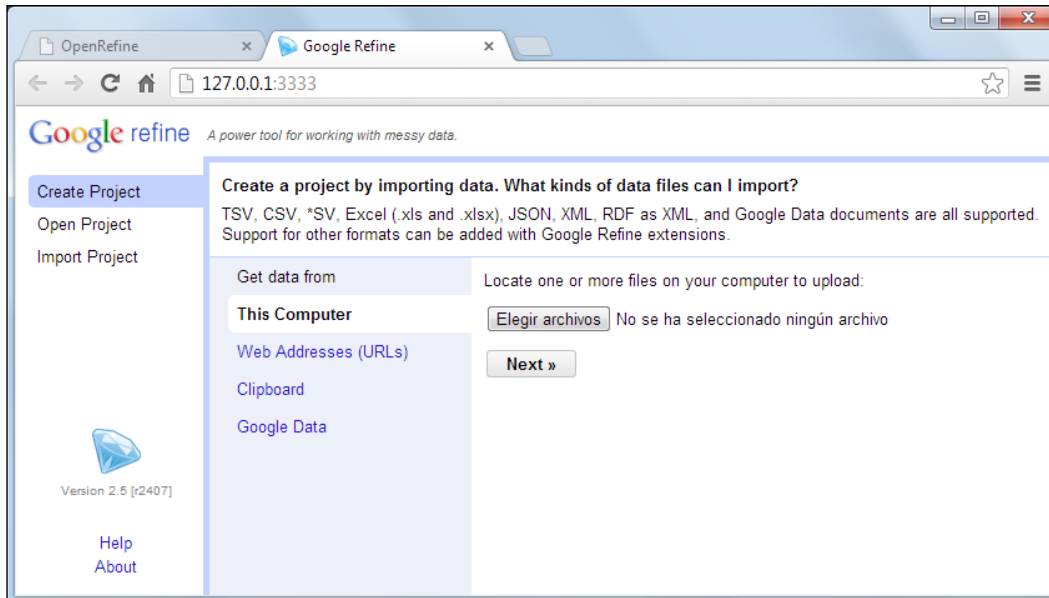 OpenRefine
Google Refine
127.0.0.1:3333
Google refine
A power tool for working with messy data.
Create Project
Open Project
Import Project
Create a project by importing data. What kinds of data files can I import?
TSV, CSV, *SV, Excel (.xls and .xlsx), JSON, XML, RDF as XML, and Google Data documents are all supported.
Support for other formats can be added with Google Refine extensions.
Get data from
This Computer
Web Addresses (URLs)
Clipboard
Google Data
Locate one or more files on your computer to upload:
Elegir archivos No se ha seleccionado ningún archivo
Next »
Version 2.5 [r2407]
Help
About